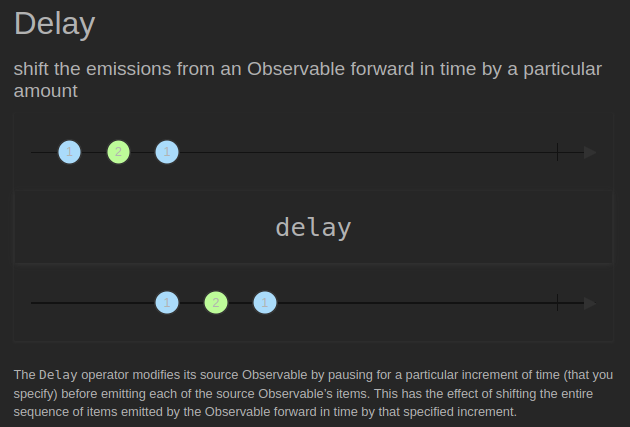 Delay
shift the emissions from an Observable forward in time by a particular
amount
1 2 1
delay
1 2 1
The Delay operator modifies its source Observable by pausing for a particular increment of time (that you
specify) before emitting each of the source Observable's items. This has the effect of shifting the entire
sequence of items emitted by the Observable forward in time by that specified increment.